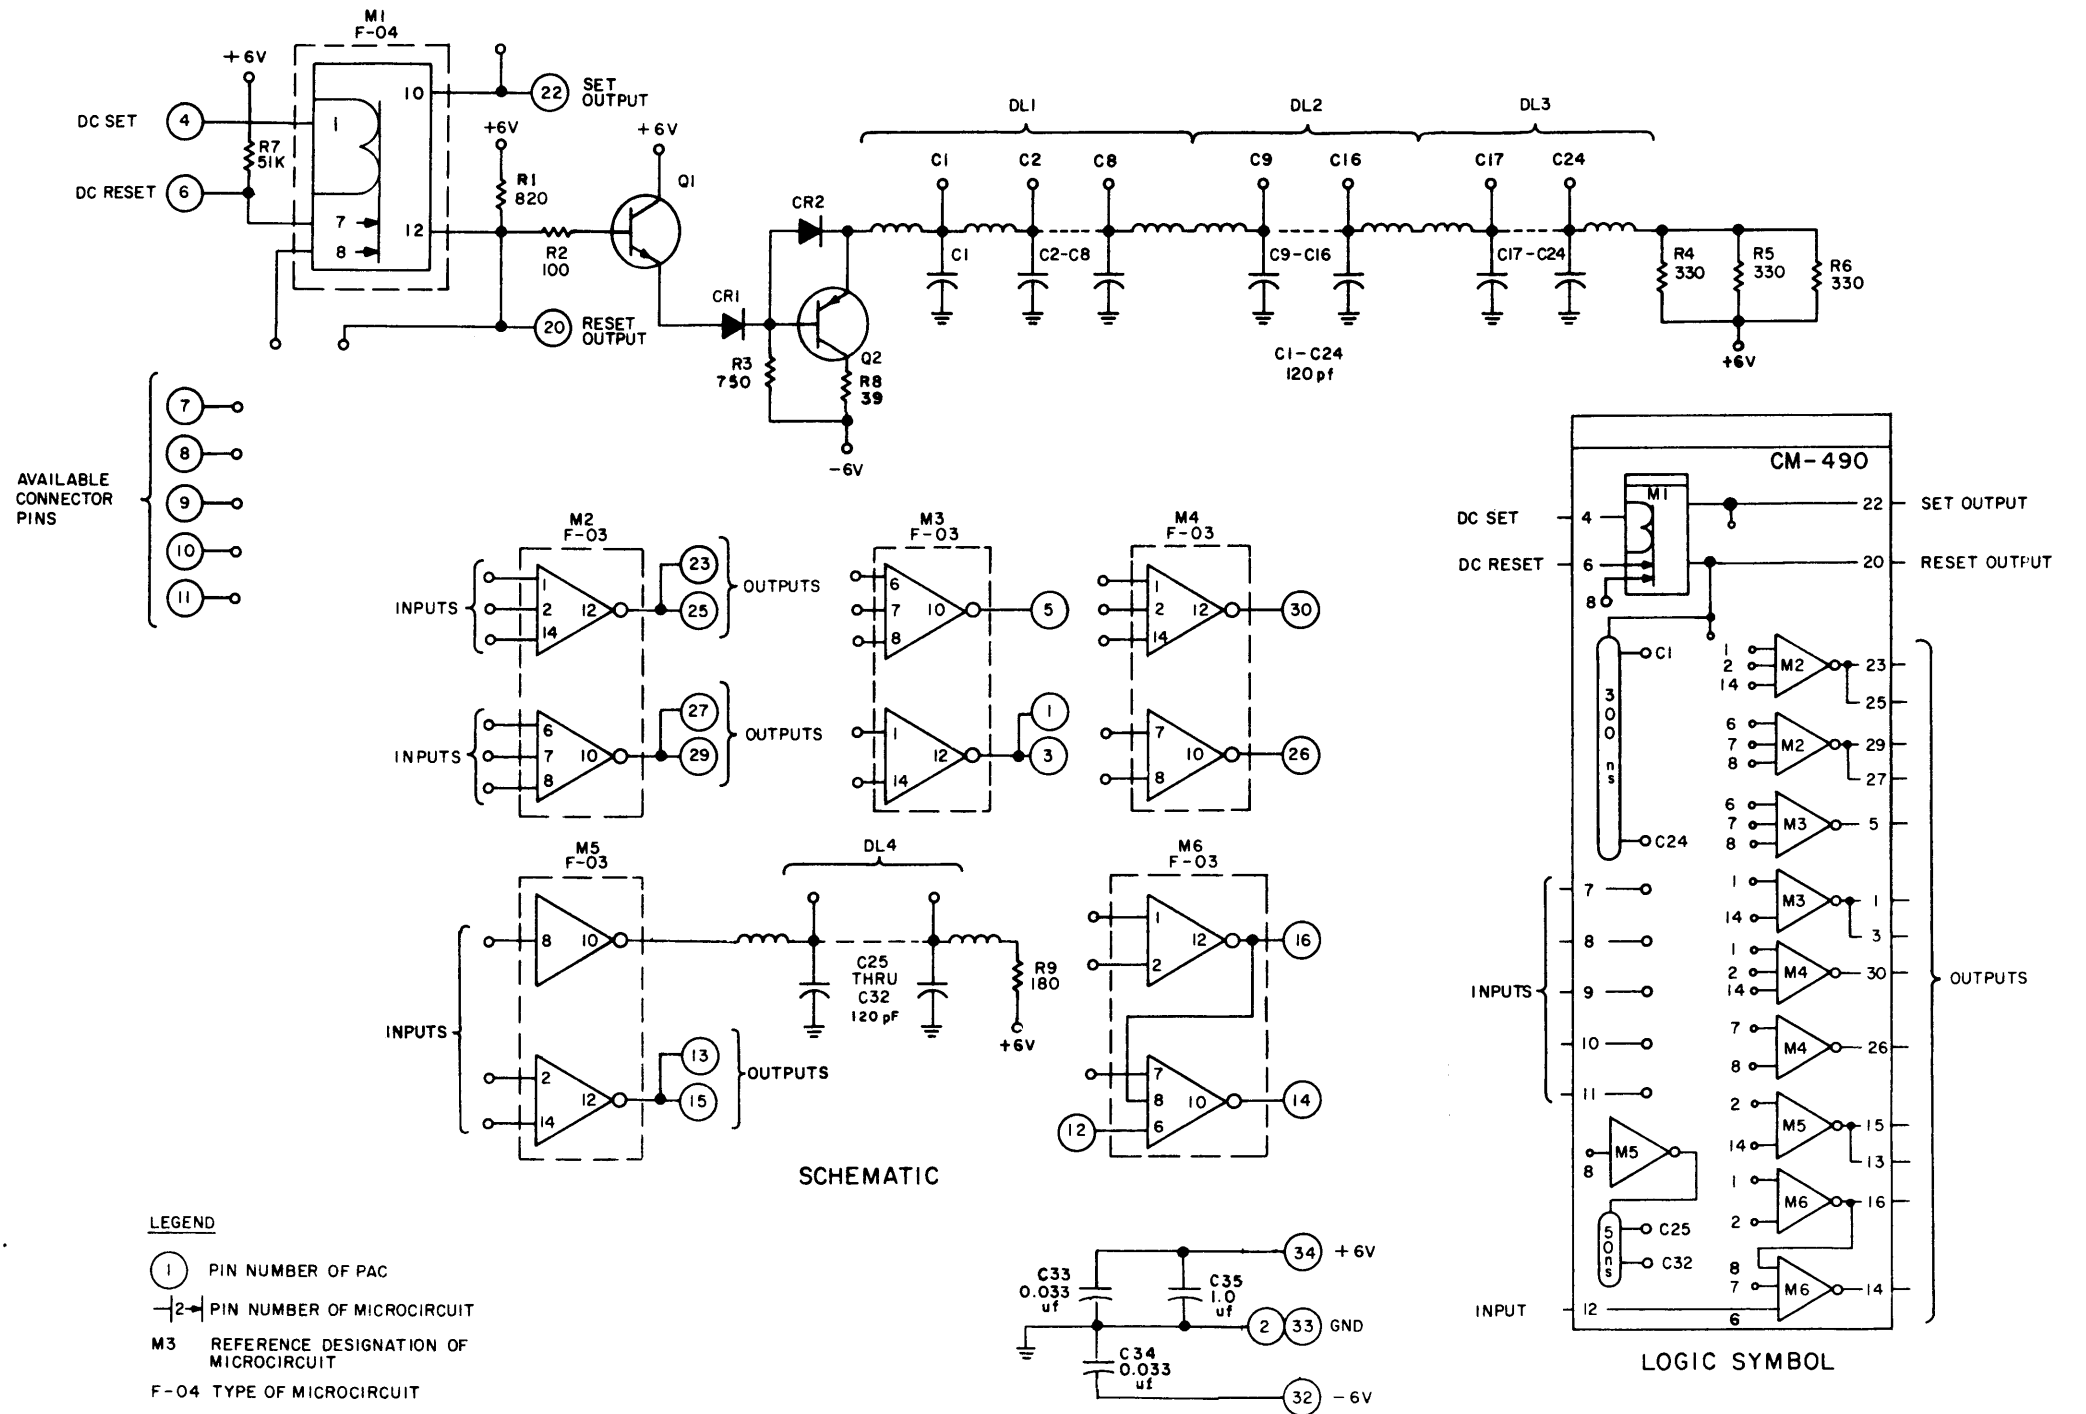 M1
F-04
+6V
10
22
SET
OUTPUT
DC SET
4
1
R7
51K
+6V
R1
820
+6V
Q1
DC RESET
6
7
8
12
R2
100
20
RESET
OUTPUT
CR1
CR2
R3
750
Q2
R8
39
-6V
DL1
DL2
DL3
C1
C2
C8
C9
C16
C17
C24
C1
C2-C8
C9-C16
C17-C24
R4
330
R5
330
R6
330
+6V
C1-C24
120pf
AVAILABLE
CONNECTOR
PINS
7
8
9
10
11
M2
F-03
INPUTS
1
2
14
12
23
25
OUTPUTS
INPUTS
6
7
8
10
27
29
OUTPUTS
M3
F-03
6
7
8
10
5
1
14
12
1
3
M4
F-03
1
2
14
12
30
7
8
10
26
M5
F-03
INPUTS
8
10
2
14
12
13
15
OUTPUTS
DL4
C25
THRU
C32
120pF
R9
180
+6V
M6
F-03
1
2
12
16
7
8
6
10
14
12
SCHEMATIC
LEGEND
1 PIN NUMBER OF PAC
2 PIN NUMBER OF MICROCIRCUIT
M3 REFERENCE DESIGNATION OF
MICROCIRCUIT
F-04 TYPE OF MICROCIRCUIT
C33
0.033
uf
C35
1.0
uf
34 +6V
2 33 GND
C34
0.033
uf
32 -6V
CM-490
M1
DC SET 4
22 SET OUTPUT
DC RESET 6
20 RESET OUTPUT
8
C1
300 ns
C24
INPUTS
7
8
9
10
11
M5
8
50ns
C25
C32
INPUT 12
1
2
14
M2
23
25
6
7
8
M2
29
27
6
7
8
M3
5
1
14
M3
1
3
1
2
14
M4
30
7
8
M4
26
2
14
M5
15
13
1
2
M6
16
8
7
6
M6
14
OUTPUTS
LOGIC SYMBOL